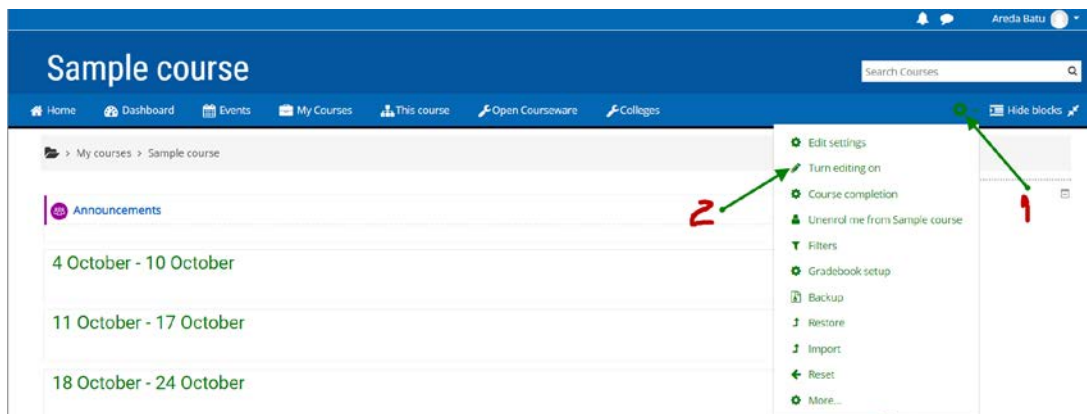 Areda Batu
Sample course
Search Courses
Home Dashboard Events My Courses This course Open Courseware Colleges Hide blocks
> My courses > Sample course
Edit settings
Turn editing on
Course completion
Unenrol me from Sample course
Filters
Gradebook setup
Backup
Restore
Import
Reset
More...
1
2
Announcements
4 October - 10 October
11 October - 17 October
18 October - 24 October